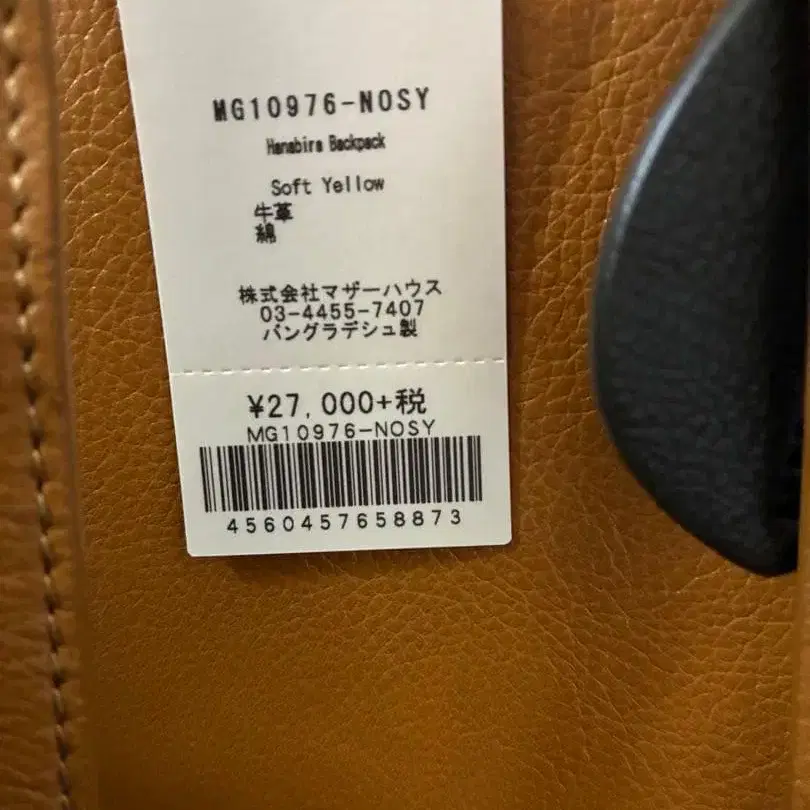 MG10976-NOSY
Hanabira Backpack
Soft Yellow
牛革
綿
株式会社マザーハウス
03-4455-7407
バングラデシュ製
¥27,000+税
MG10976-NOSY
4560457658873